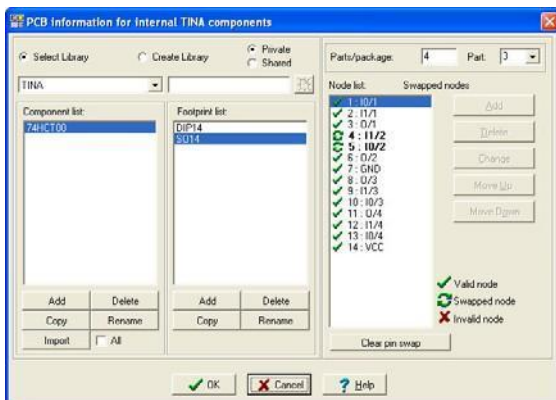 PCB information for internal TINA components
Select Library
Create Library
Private
Shared
TINA
Parts/package:
4
Part:
3
Component list:
74HCT00
Footprint list:
DIP14
SO14
Node list:
Swapped nodes
1 : I0/1
2 : I1/1
3 : O/1
4 : I1/2
5 : I0/2
6 : O/2
7 : GND
8 : O/3
9 : I1/3
10 : I0/3
11 : O/4
12 : I1/4
13 : I0/4
14 : VCC
Add
Delete
Change
Move Up
Move Down
Valid node
Swapped node
Invalid node
Add
Delete
Copy
Rename
Import
All
Add
Delete
Copy
Rename
Clear pin swap
OK
Cancel
? Help